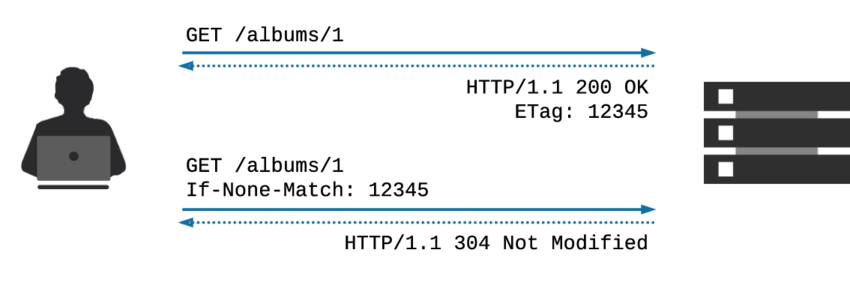 GET /albums/1
HTTP/1.1 200 OK
ETag: 12345
GET /albums/1
If-None-Match: 12345
HTTP/1.1 304 Not Modified